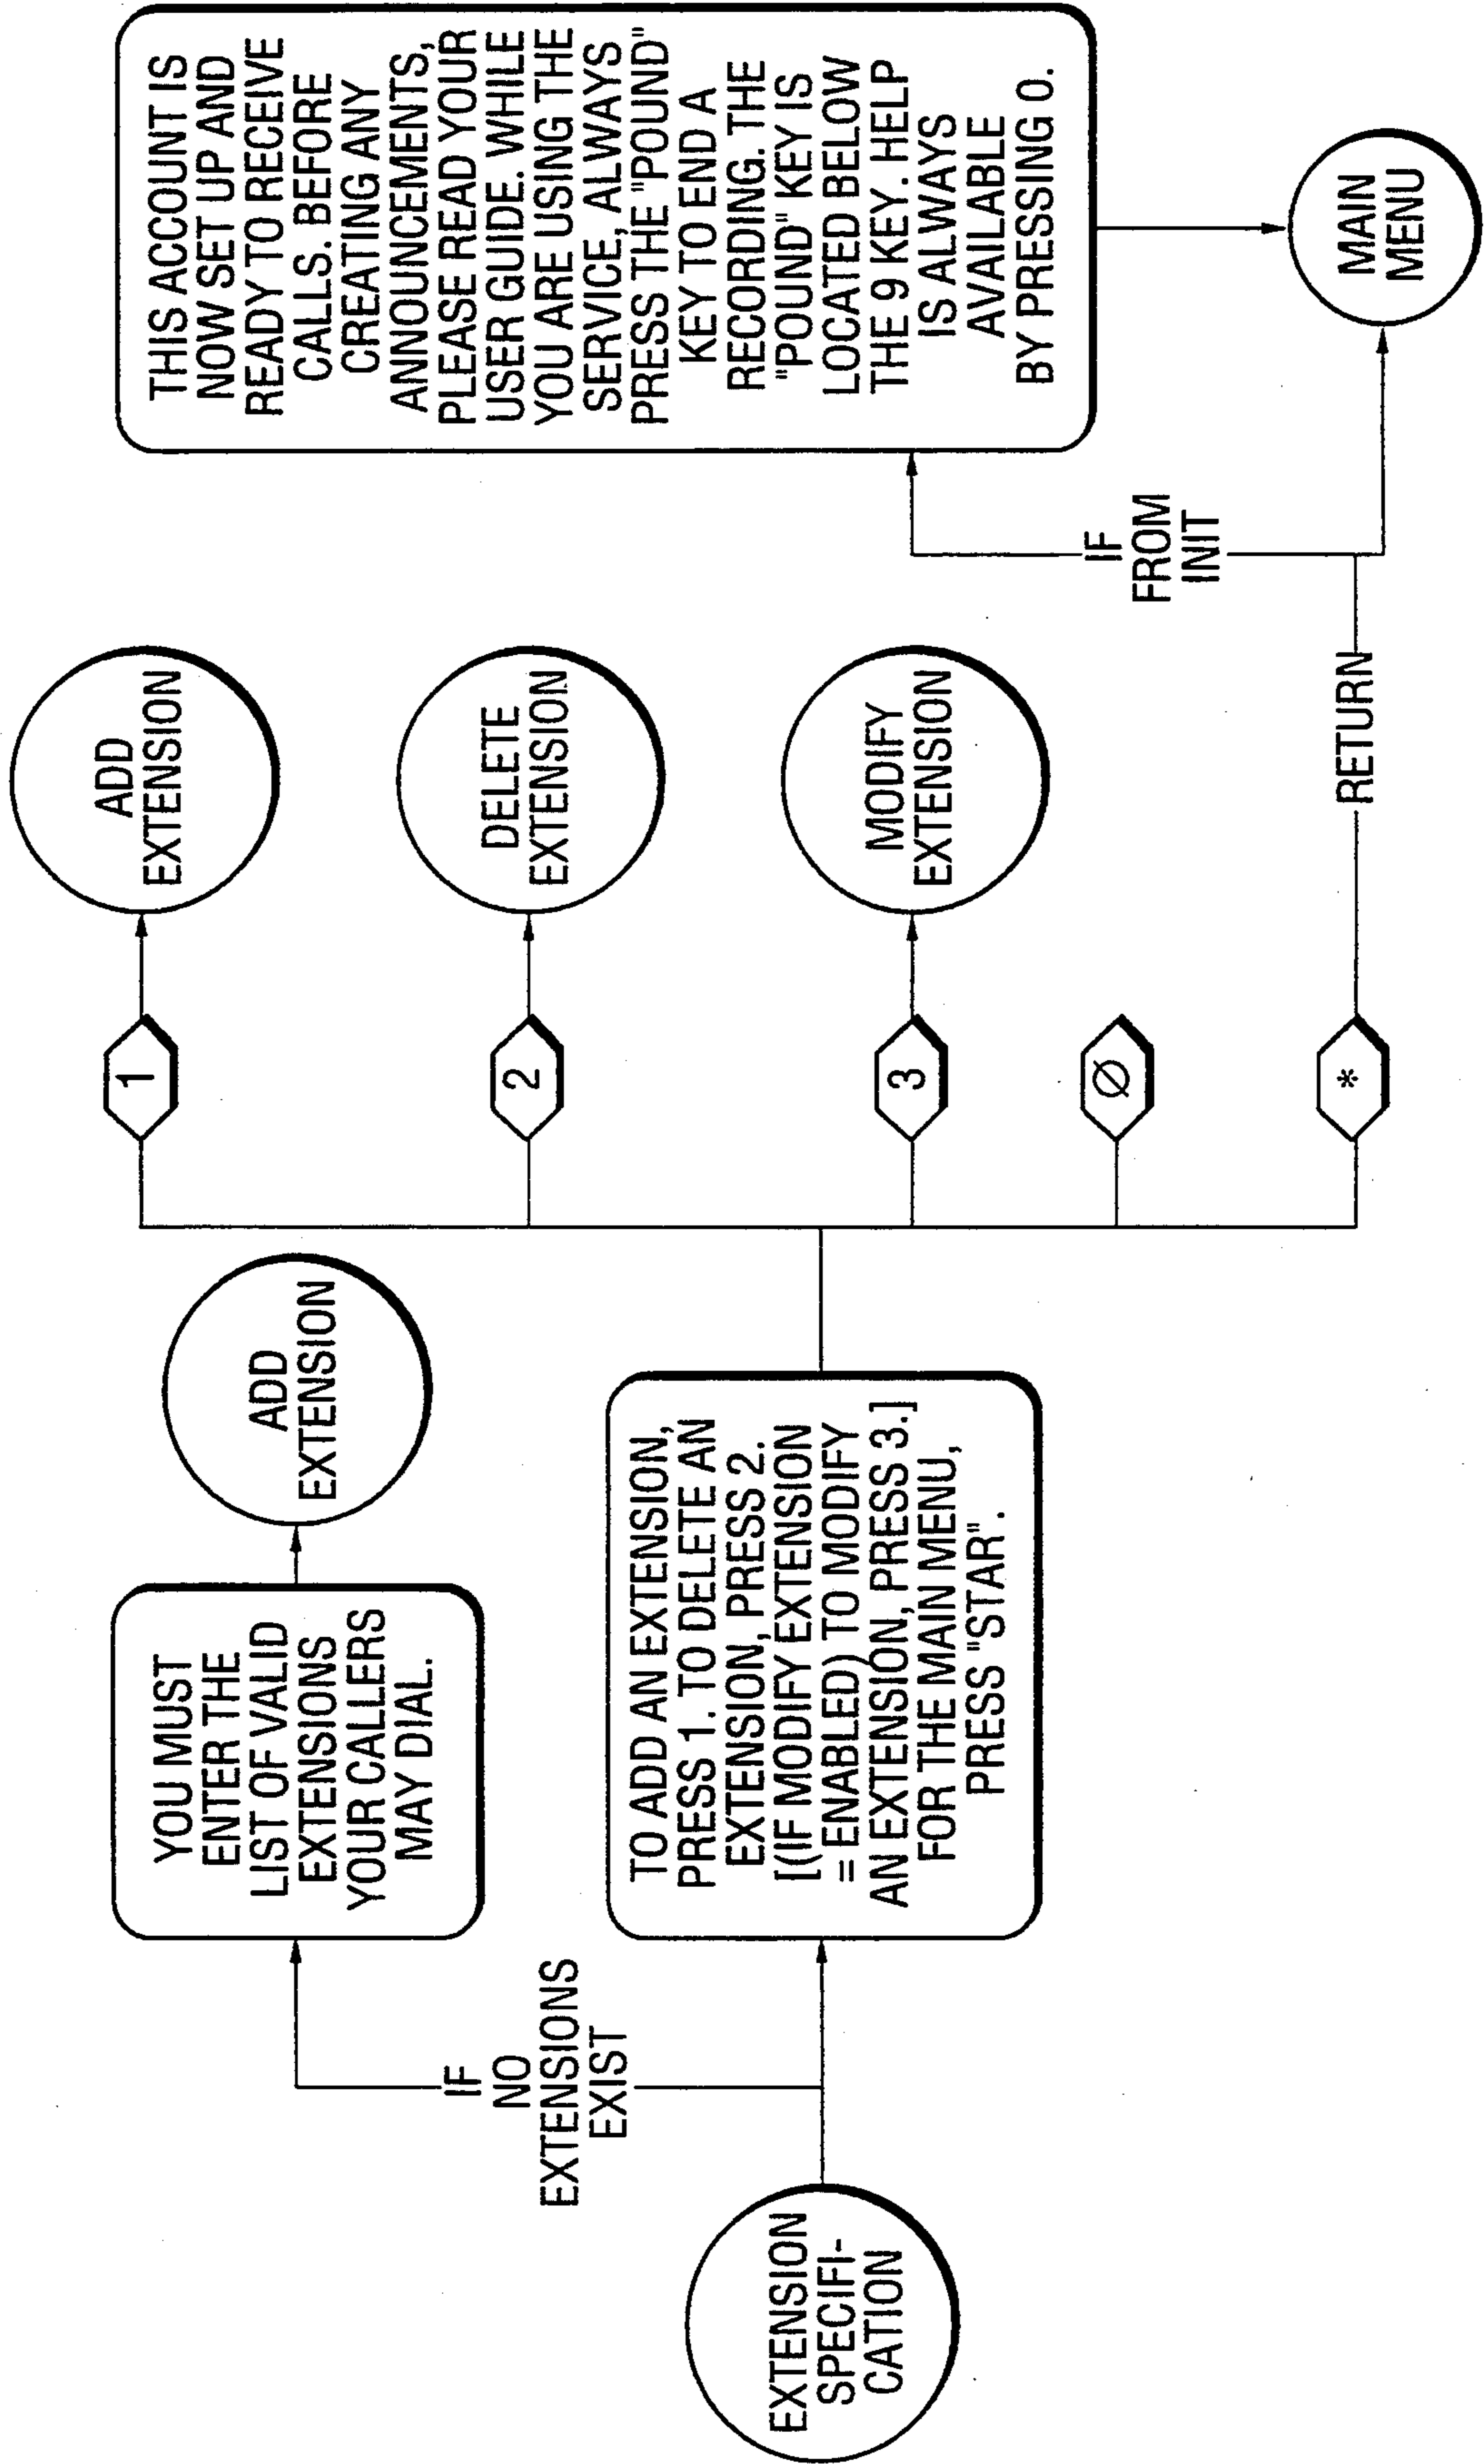 EXTENSION
SPECIFI-
CATION
IF
NO
EXTENSIONS
EXIST
YOU MUST
ENTER THE
LIST OF VALID
EXTENSIONS
YOUR CALLERS
MAY DIAL.
ADD
EXTENSION
TO ADD AN EXTENSION,
PRESS 1. TO DELETE AN
EXTENSION, PRESS 2.
[(IF MODIFY EXTENSION
= ENABLED) TO MODIFY
AN EXTENSION, PRESS 3.]
FOR THE MAIN MENU,
PRESS "STAR".
1
ADD
EXTENSION
2
DELETE
EXTENSION
3
MODIFY
EXTENSION
Ø
*
RETURN
IF
FROM
INIT
THIS ACCOUNT IS
NOW SET UP AND
READY TO RECEIVE
CALLS. BEFORE
CREATING ANY
ANNOUNCEMENTS,
PLEASE READ YOUR
USER GUIDE. WHILE
YOU ARE USING THE
SERVICE, ALWAYS
PRESS THE "POUND"
KEY TO END A
RECORDING. THE
"POUND" KEY IS
LOCATED BELOW
THE 9 KEY. HELP
IS ALWAYS
AVAILABLE
BY PRESSING 0.
MAIN
MENU